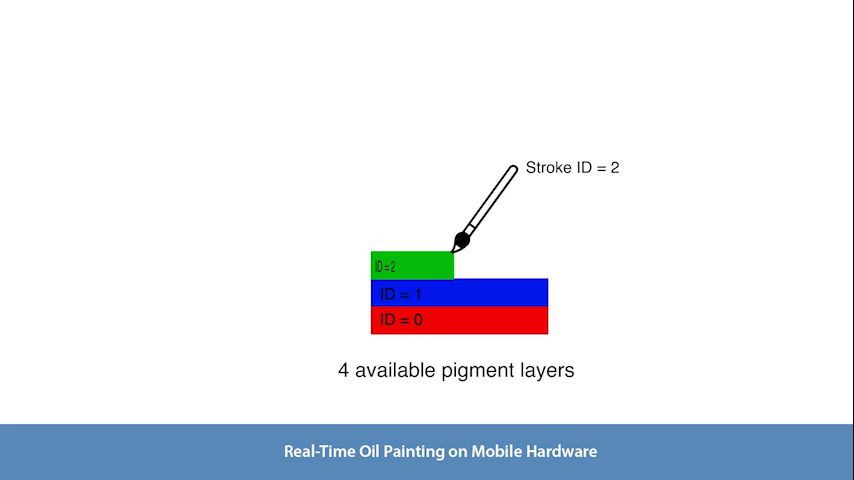 Stroke ID = 2
ID = 2
ID = 1
ID = 0
4 available pigment layers
Real-Time Oil Painting on Mobile Hardware